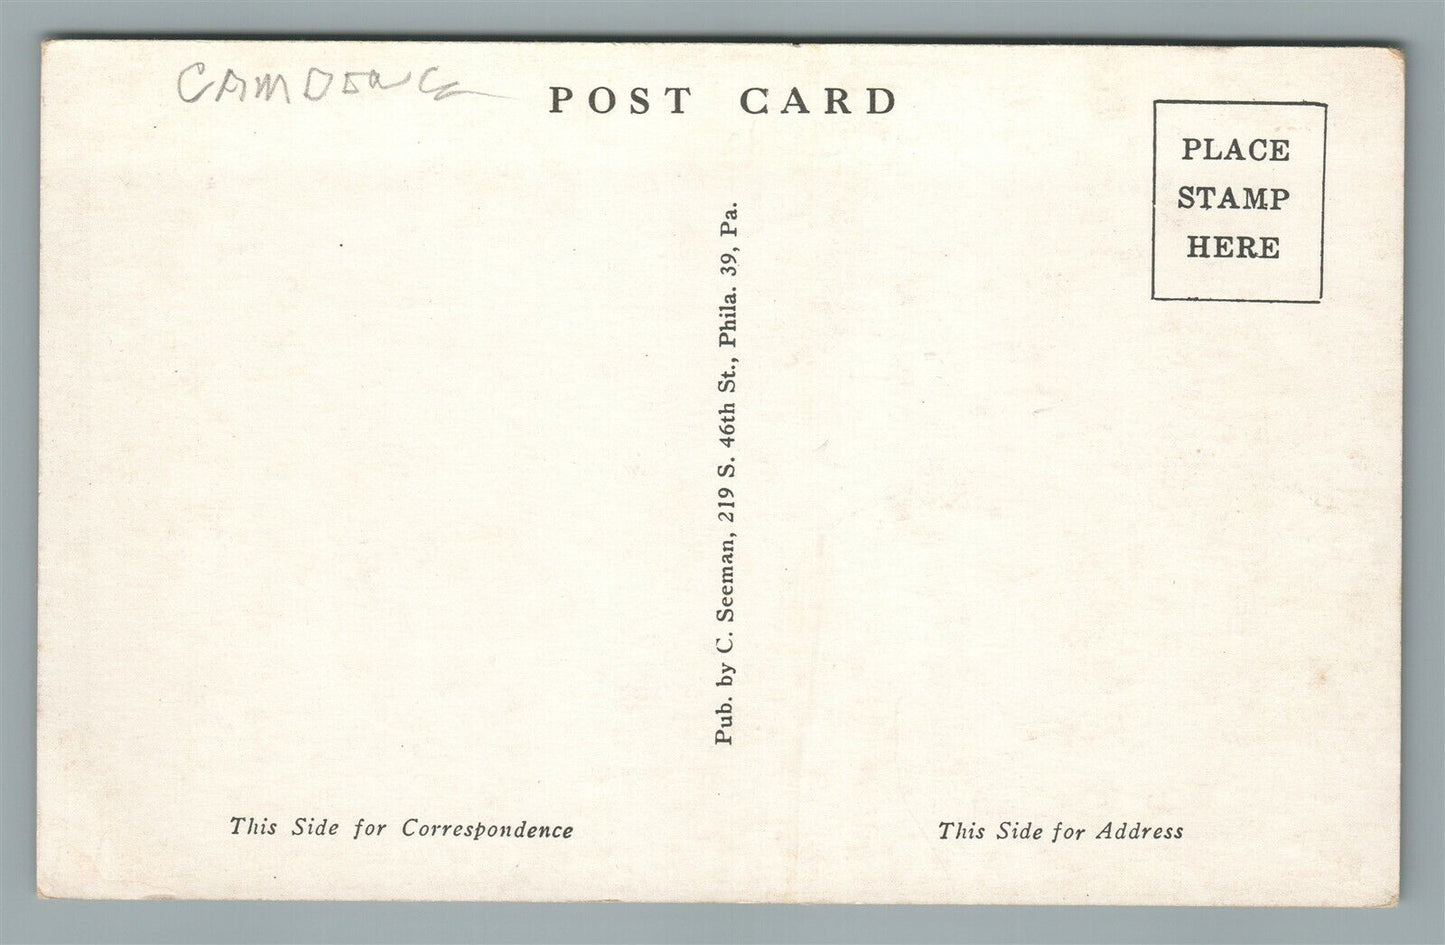 POST CARD
PLACE
STAMP
HERE
Pub. by C. Seeman, 219 S. 46th St., Phila. 39, Pa.
This Side for Correspondence
This Side for Address